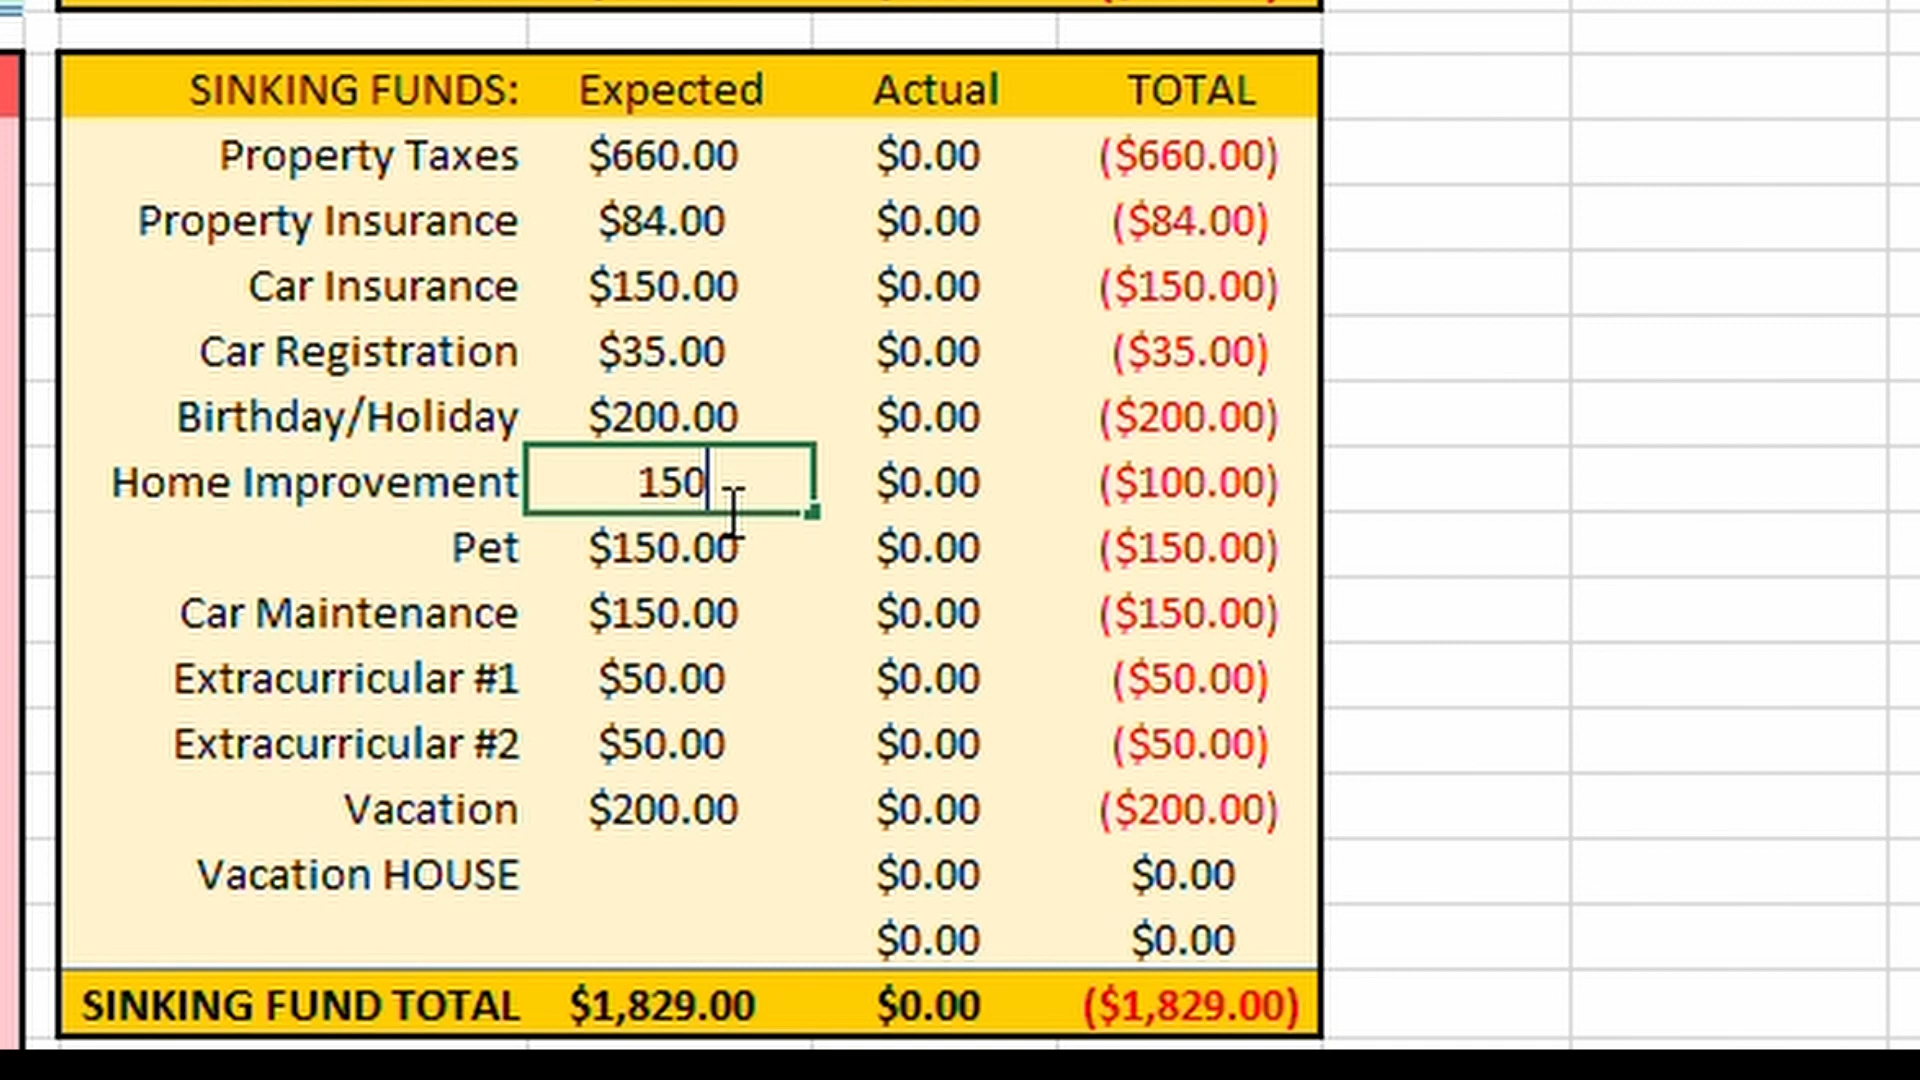 SINKING FUNDS: Expected Actual TOTAL
Property Taxes $660.00 $0.00 ($660.00)
Property Insurance $84.00 $0.00 ($84.00)
Car Insurance $150.00 $0.00 ($150.00)
Car Registration $35.00 $0.00 ($35.00)
Birthday/Holiday $200.00 $0.00 ($200.00)
Home Improvement 150 $0.00 ($100.00)
Pet $150.00 $0.00 ($150.00)
Car Maintenance $150.00 $0.00 ($150.00)
Extracurricular #1 $50.00 $0.00 ($50.00)
Extracurricular #2 $50.00 $0.00 ($50.00)
Vacation $200.00 $0.00 ($200.00)
Vacation HOUSE $0.00 $0.00
$0.00 $0.00
SINKING FUND TOTAL $1,829.00 $0.00 ($1,829.00)